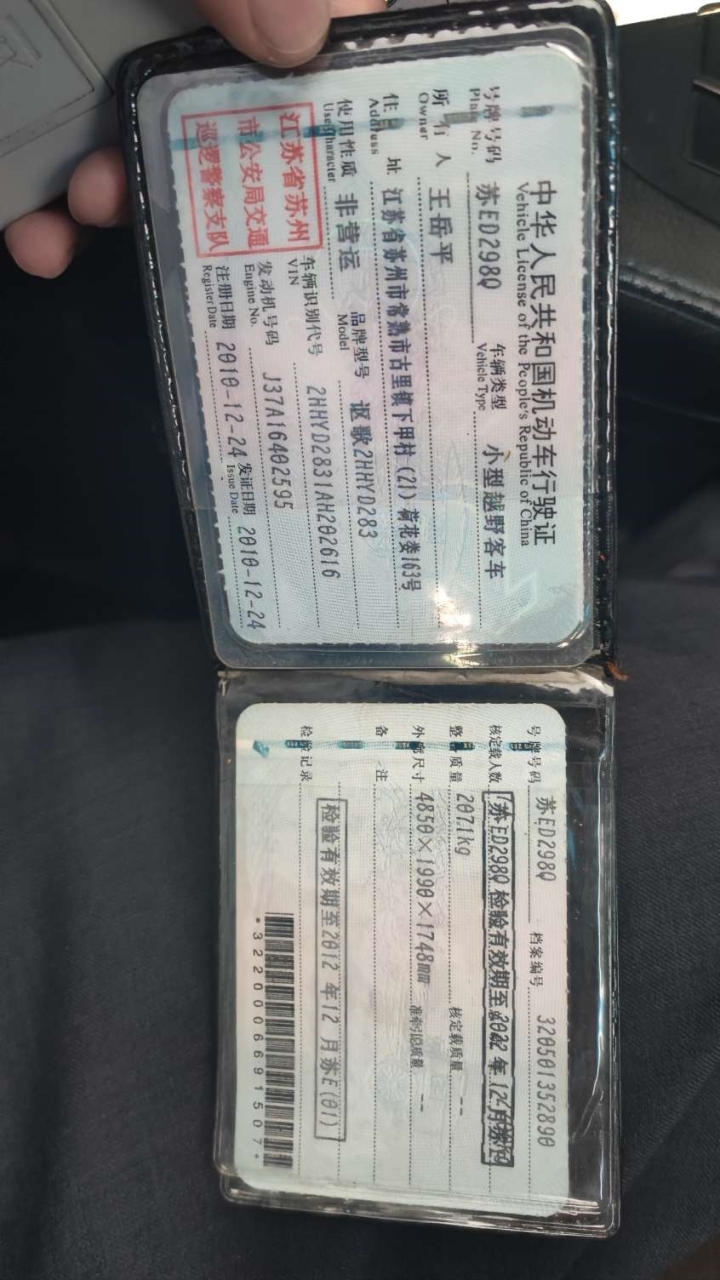 中华人民共和国机动车行驶证
Vehicle License of the People's Republic of China
号牌号码 苏ED298Q 车辆类型 小型越野客车
Plate No. Vehicle Type
所有人 王岳平
Owner
住址 江苏省苏州市常熟市古里镇下甲村(21)荷花娄163号
Address
使用性质 非营运 品牌型号 讴歌2HHYD283
Use Character Model
江苏省苏州
市公安局交通
巡逻警察支队
车辆识别代号 2HHYD2831AH202616
VIN
发动机号码 J37A16402595
Engine No.
注册日期 2010-12-24 发证日期 2010-12-24
Register Date Issue Date
号牌号码 苏ED298Q 档案编号 320501352890
核定载人数
苏ED298Q 检验有效期至2022年12月苏
整 质量 2071kg 核定载质量 --
外 尺寸 4850×1990×1748mm 总质量 --
备注
检验记录
检验有效期至2012年12月苏E(01)
*3220006691507*